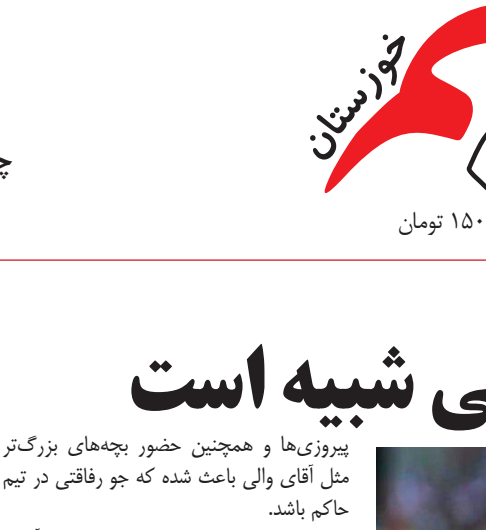 خوزستان
۱۵۰ تومان
ی شبیه است
پیروزی‌ها و همچنین حضور بچه‌های بزرگ‌تر
مثل آقای والی باعث شده که جو رفاقتی در تیم
حاکم باشد.